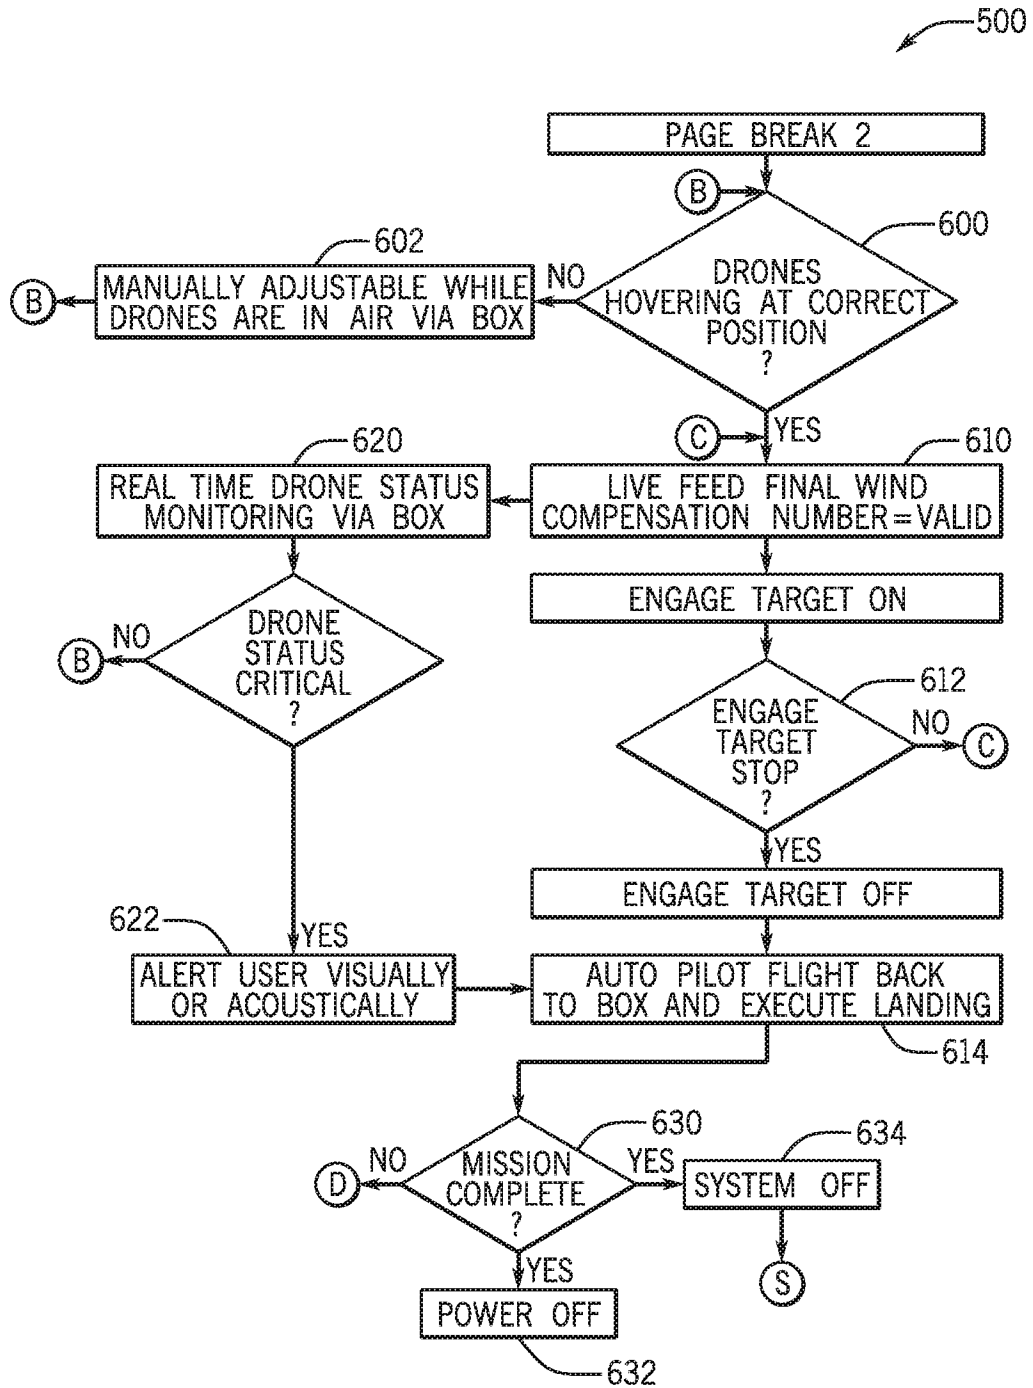 500
PAGE BREAK 2
B
600
602
DRONES
HOVERING AT CORRECT
POSITION
?
NO
MANUALLY ADJUSTABLE WHILE
DRONES ARE IN AIR VIA BOX
B
YES
C
620
610
REAL TIME DRONE STATUS
MONITORING VIA BOX
LIVE FEED FINAL WIND
COMPENSATION NUMBER=VALID
ENGAGE TARGET ON
DRONE
STATUS
CRITICAL
?
NO
B
612
ENGAGE
TARGET
STOP
?
NO
C
YES
ENGAGE TARGET OFF
622
YES
ALERT USER VISUALLY
OR ACOUSTICALLY
AUTO PILOT FLIGHT BACK
TO BOX AND EXECUTE LANDING
614
630
634
D
NO
MISSION
COMPLETE
?
YES
SYSTEM OFF
YES
S
POWER OFF
632